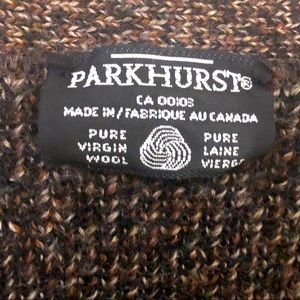 PARKHURST®
CA 00103
MADE IN/FABRIQUE AU CANADA
PURE VIRGIN WOOL
PURE LAINE VIERGE